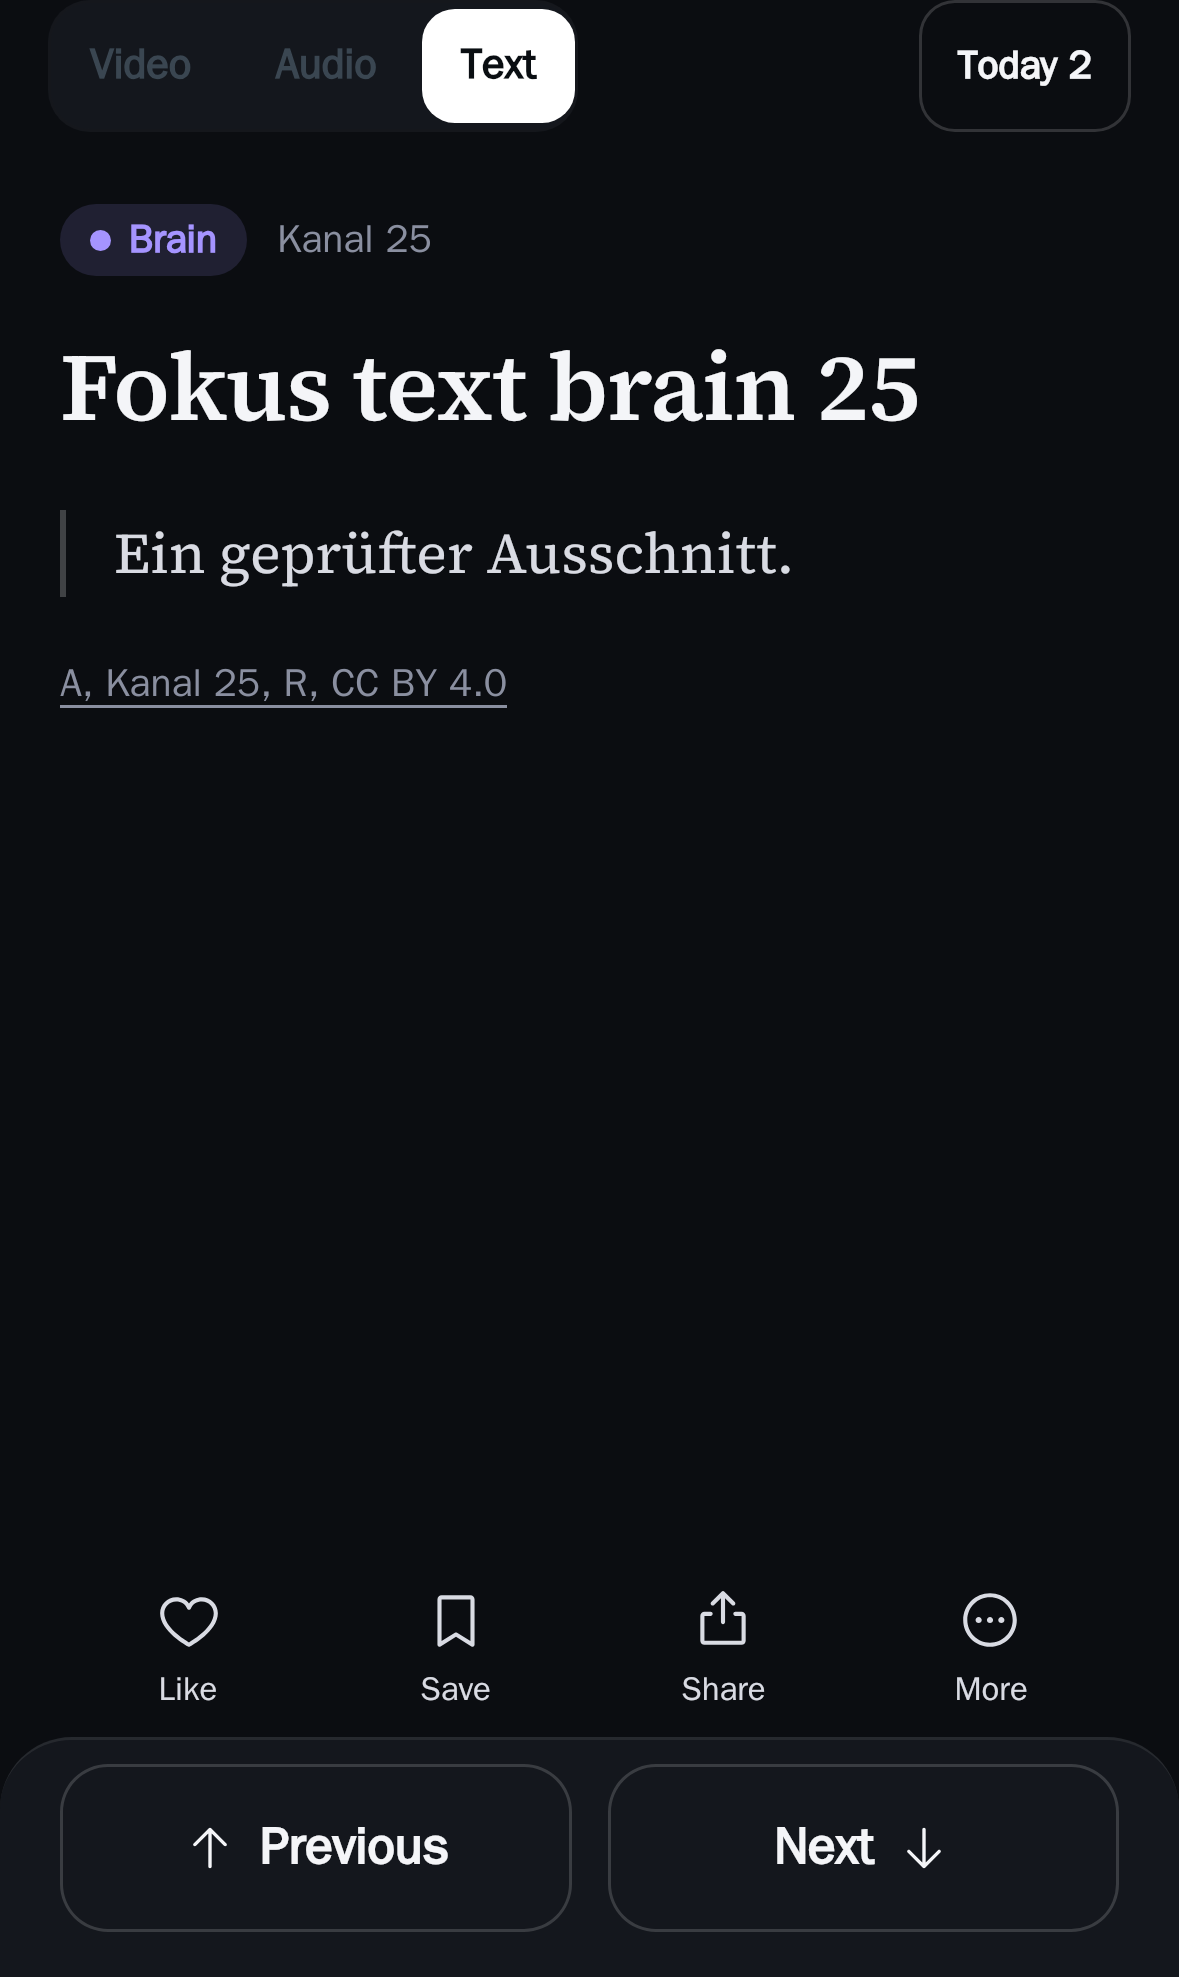 Video Audio Text Today 2
Brain Kanal 25
Fokus text brain 25
Ein geprüfter Ausschnitt.
A, Kanal 25, R, CC BY 4.0
Like Save Share More
Previous Next